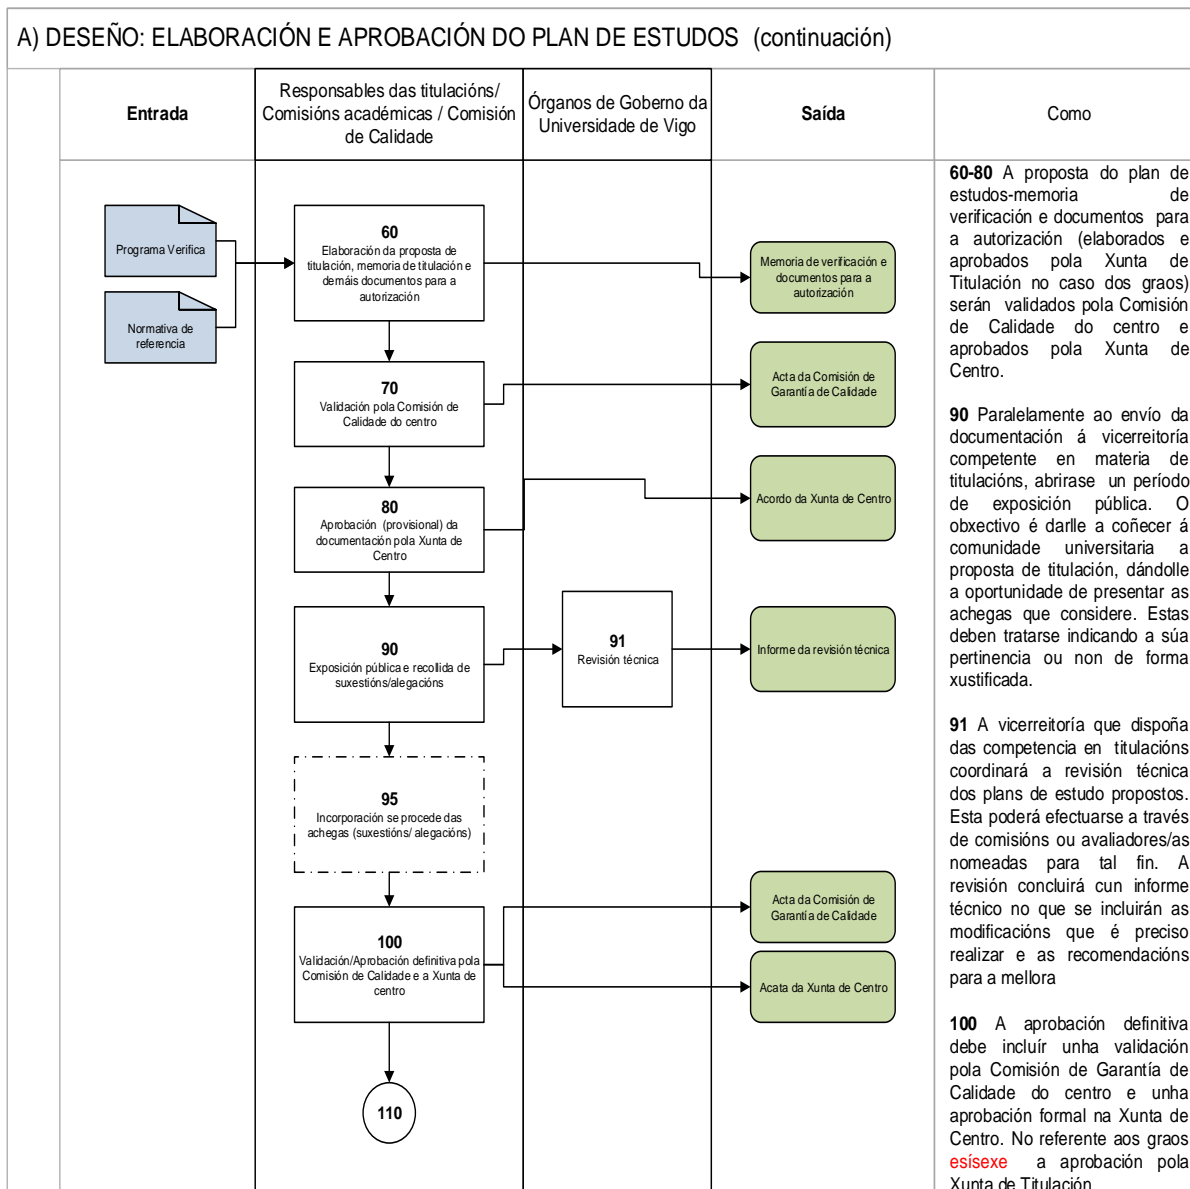 A) DESEÑO: ELABORACIÓN E APROBACIÓN DO PLAN DE ESTUDOS (continuación)
Entrada
Responsables das titulacións/
Comisións académicas / Comisión
de Calidade
Órganos de Goberno da
Universidade de Vigo
Saída
Como
Programa Verifica
Normativa de
referencia
60
Elaboración da proposta de
titulación, memoria de titulación e
demáis documentos para a
autorización
Memoria de verificación e
documentos para a
autorización
70
Validación pola Comisión de
Calidade do centro
Acta da Comisión de
Garantía de Calidade
80
Aprobación (provisional) da
documentación pola Xunta de
Centro
Acordo da Xunta de Centro
90
Exposición pública e recollida de
suxestións/alegacións
91
Revisión técnica
Informe da revisión técnica
95
Incorporación se procede das
achegas (suxestións/ alegacións)
100
Validación/Aprobación definitiva pola
Comisión de Calidade e a Xunta de
centro
Acta da Comisión de
Garantía de Calidade
Acata da Xunta de Centro
110
60-80 A proposta do plan de
estudos-memoria de
verificación e documentos para
a autorización (elaborados e
aprobados pola Xunta de
Titulación no caso dos graos)
serán validados pola Comisión
de Calidade do centro e
aprobados pola Xunta de
Centro.
90 Paralelamente ao envío da
documentación á vicerreitoría
competente en materia de
titulacións, abrirase un período
de exposición pública. O
obxectivo é darlle a coñecer á
comunidade universitaria a
proposta de titulación, dándolle
a oportunidade de presentar as
achegas que considere. Estas
deben tratarse indicando a súa
pertinencia ou non de forma
xustificada.
91 A vicerreitoría que dispoña
das competencia en titulacións
coordinará a revisión técnica
dos plans de estudo propostos.
Esta poderá efectuarse a través
de comisións ou avaliadores/as
nomeadas para tal fin. A
revisión concluirá cun informe
técnico no que se incluirán as
modificacións que é preciso
realizar e as recomendacións
para a mellora
100 A aprobación definitiva
debe incluír unha validación
pola Comisión de Garantía de
Calidade do centro e unha
aprobación formal na Xunta de
Centro. No referente aos graos
esísexe a aprobación pola
Xunta de Titulación